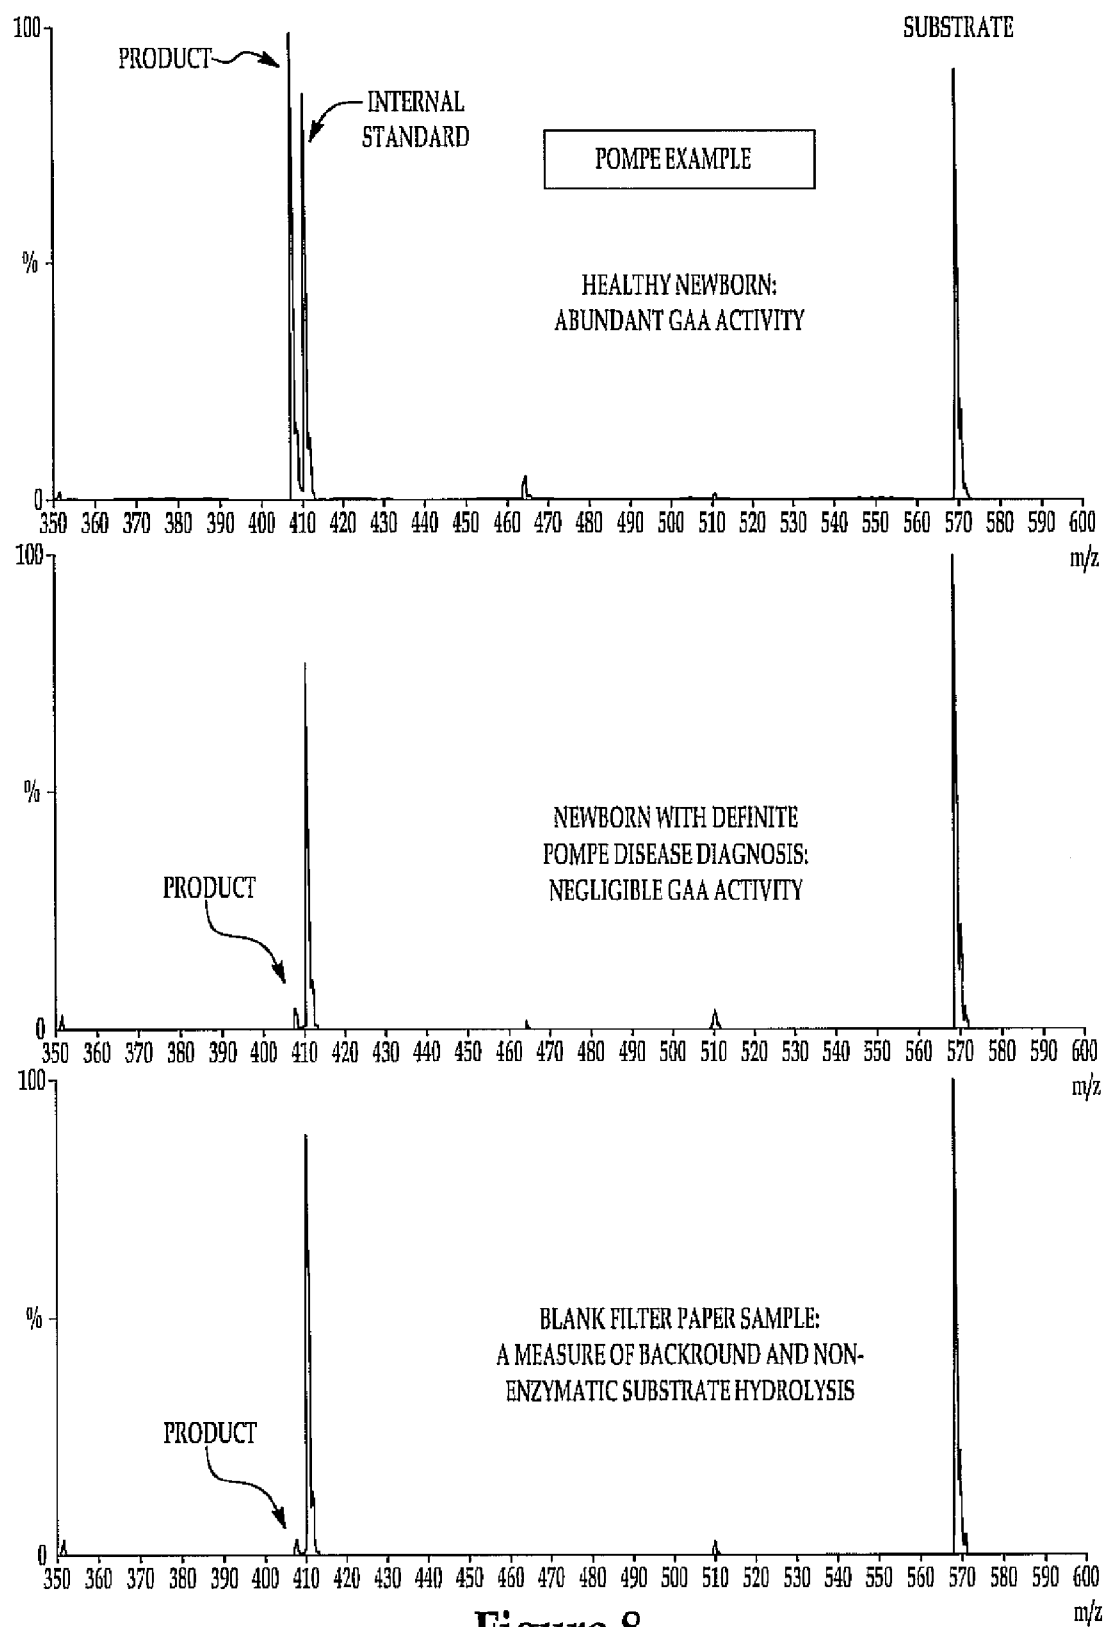 100
PRODUCT
SUBSTRATE
INTERNAL
STANDARD
POMPE EXAMPLE
%
HEALTHY NEWBORN:
ABUNDANT GAA ACTIVITY
0
350 360 370 380 390 400 410 420 430 440 450 460 470 480 490 500 510 520 530 540 550 560 570 580 590 600
m/z
100
%
NEWBORN WITH DEFINITE
POMPE DISEASE DIAGNOSIS:
NEGLIGIBLE GAA ACTIVITY
PRODUCT
0
350 360 370 380 390 400 410 420 430 440 450 460 470 480 490 500 510 520 530 540 550 560 570 580 590 600
m/z
100
%
BLANK FILTER PAPER SAMPLE:
A MEASURE OF BACKROUND AND NON-
ENZYMATIC SUBSTRATE HYDROLYSIS
PRODUCT
0
350 360 370 380 390 400 410 420 430 440 450 460 470 480 490 500 510 520 530 540 550 560 570 580 590 600
m/z
Figure 8